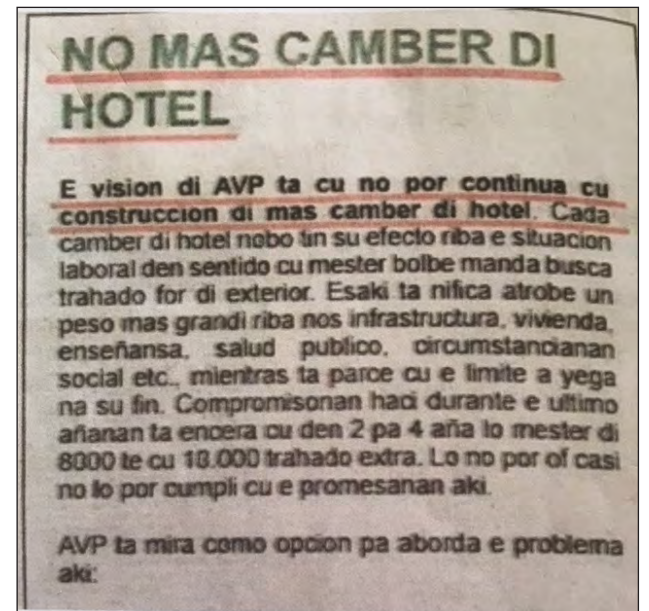 NO MAS CAMBER DI
HOTEL
E vision di AVP ta cu no por continua cu
construccion di mas camber di hotel. Cada
camber di hotel nobo tin su efecto riba e situacion
laboral den sentido cu mester bolbe manda busca
trahado for di exterior. Esaki ta nifica atrobe un
peso mas grandi riba nos infrastructura, vivienda,
enseñansa, salud publico, circumstancianan
social etc., mientras ta parce cu e limite a yega
na su fin. Compromisonan haci durante e ultimo
añanan ta encera cu den 2 pa 4 aña lo mester di
8000 te cu 10.000 trahado extra. Lo no por of casi
no lo por cumpli cu e promesanan aki.
AVP ta mira como opcion pa aborda e problema
aki: